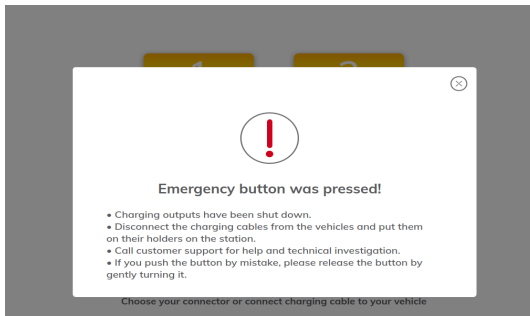 1 2
Emergency button was pressed!
• Charging outputs have been shut down.
• Disconnect the charging cables from the vehicles and put them
on their holders on the station.
• Call customer support for help and technical investigation.
• If you push the button by mistake, please release the button by
gently turning it.
Choose your connector or connect charging cable to your vehicle